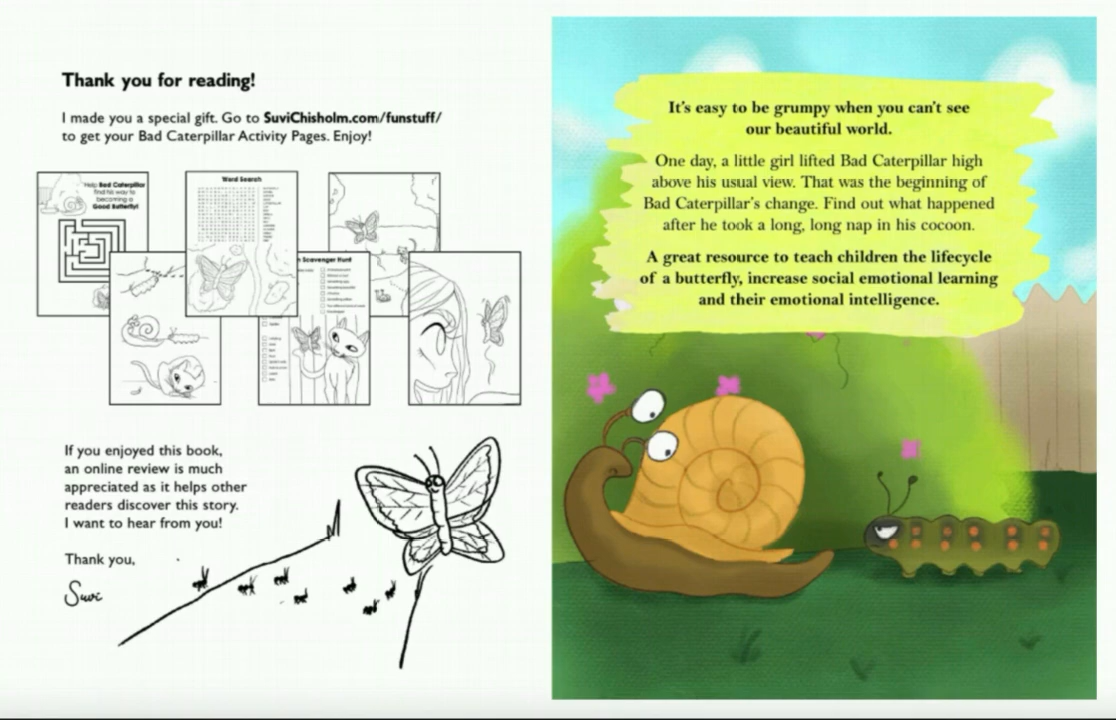 Thank you for reading!
I made you a special gift. Go to SuviChisholm.com/funstuff/
to get your Bad Caterpillar Activity Pages. Enjoy!
Help Bad Caterpillar
find his way to
becoming a
Good Butterfly!
Word Search
Scavenger Hunt
If you enjoyed this book,
an online review is much
appreciated as it helps other
readers discover this story.
I want to hear from you!
Thank you,
Suvi
It's easy to be grumpy when you can't see
our beautiful world.
One day, a little girl lifted Bad Caterpillar high
above his usual view. That was the beginning of
Bad Caterpillar's change. Find out what happened
after he took a long, long nap in his cocoon.
A great resource to teach children the lifecycle
of a butterfly, increase social emotional learning
and their emotional intelligence.